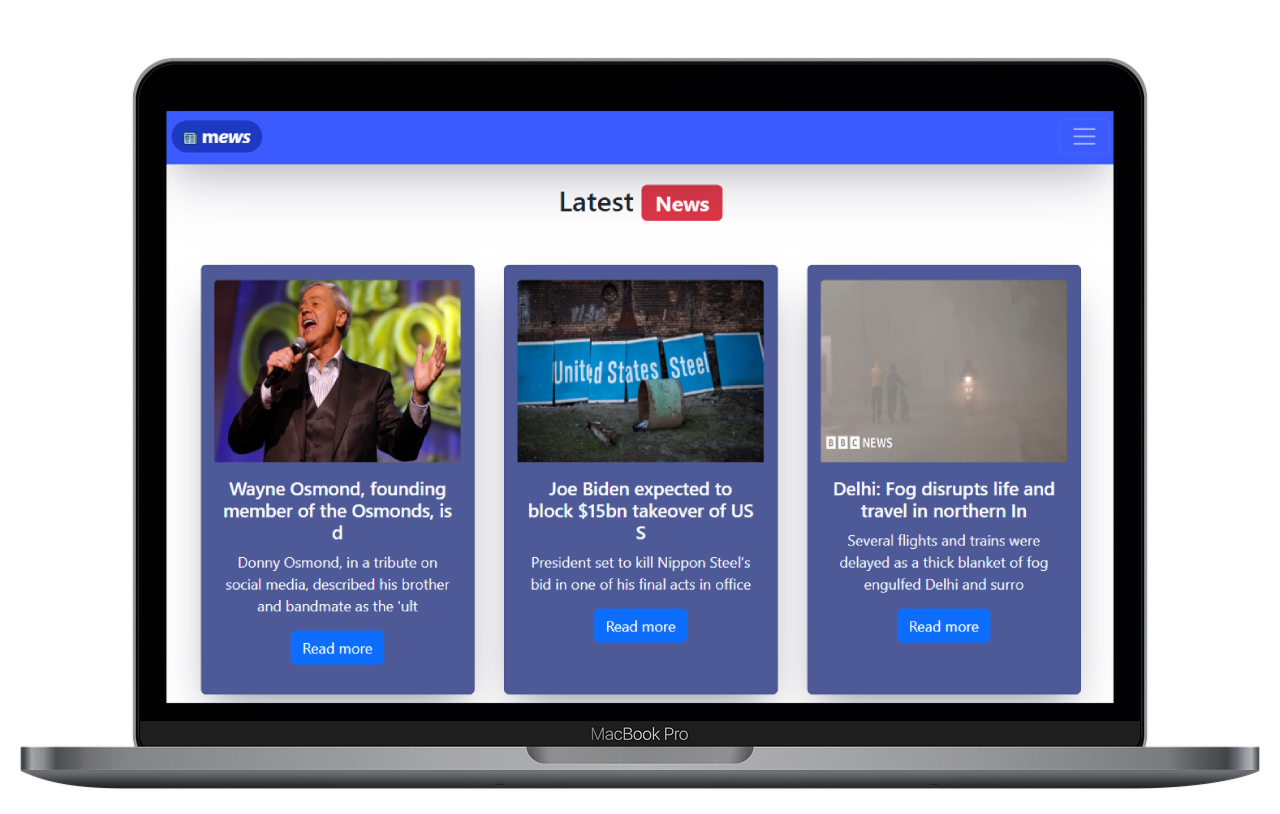 mews
Latest News
The
OSMO
rise
United States Steel
BBC NEWS
Wayne Osmond, founding
member of the Osmonds, is
d
Donny Osmond, in a tribute on
social media, described his brother
and bandmate as the 'ult
Read more
Joe Biden expected to
block $15bn takeover of US
S
President set to kill Nippon Steel's
bid in one of his final acts in office
Read more
Delhi: Fog disrupts life and
travel in northern In
Several flights and trains were
delayed as a thick blanket of fog
engulfed Delhi and surro
Read more
MacBook Pro